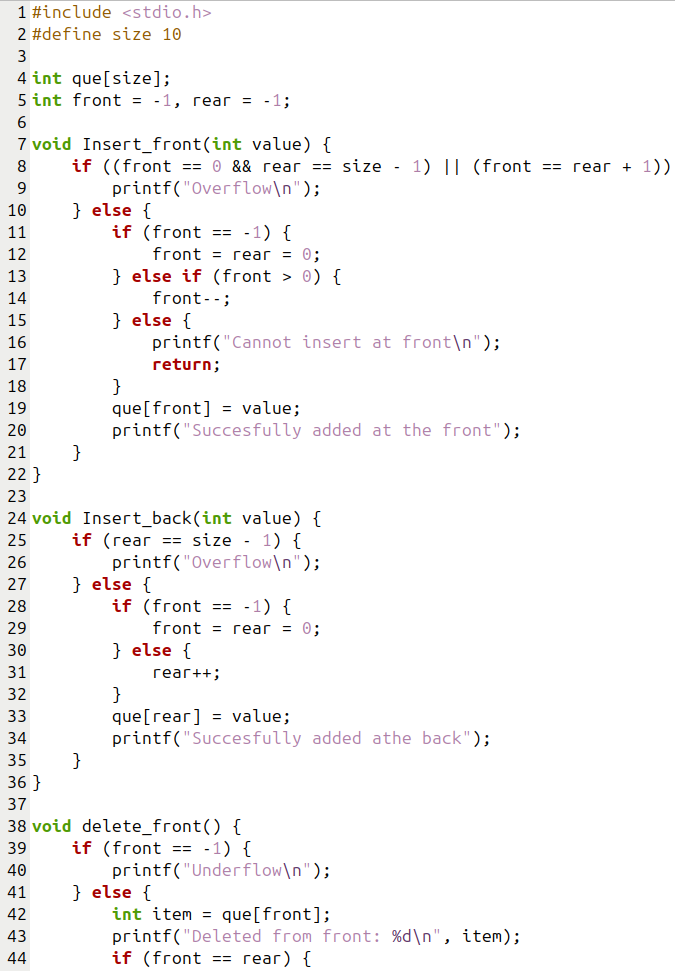 1 #include <stdio.h>
2 #define size 10
3
4 int que[size];
5 int front = -1, rear = -1;
6
7 void Insert_front(int value) {
8     if ((front == 0 && rear == size - 1) || (front == rear + 1))
9         printf("Overflow\n");
10     } else {
11         if (front == -1) {
12             front = rear = 0;
13         } else if (front > 0) {
14             front--;
15         } else {
16             printf("Cannot insert at front\n");
17             return;
18         }
19         que[front] = value;
20         printf("Succesfully added at the front");
21     }
22 }
23
24 void Insert_back(int value) {
25     if (rear == size - 1) {
26         printf("Overflow\n");
27     } else {
28         if (front == -1) {
29             front = rear = 0;
30         } else {
31             rear++;
32         }
33         que[rear] = value;
34         printf("Succesfully added athe back");
35     }
36 }
37
38 void delete_front() {
39     if (front == -1) {
40         printf("Underflow\n");
41     } else {
42         int item = que[front];
43         printf("Deleted from front: %d\n", item);
44         if (front == rear) {